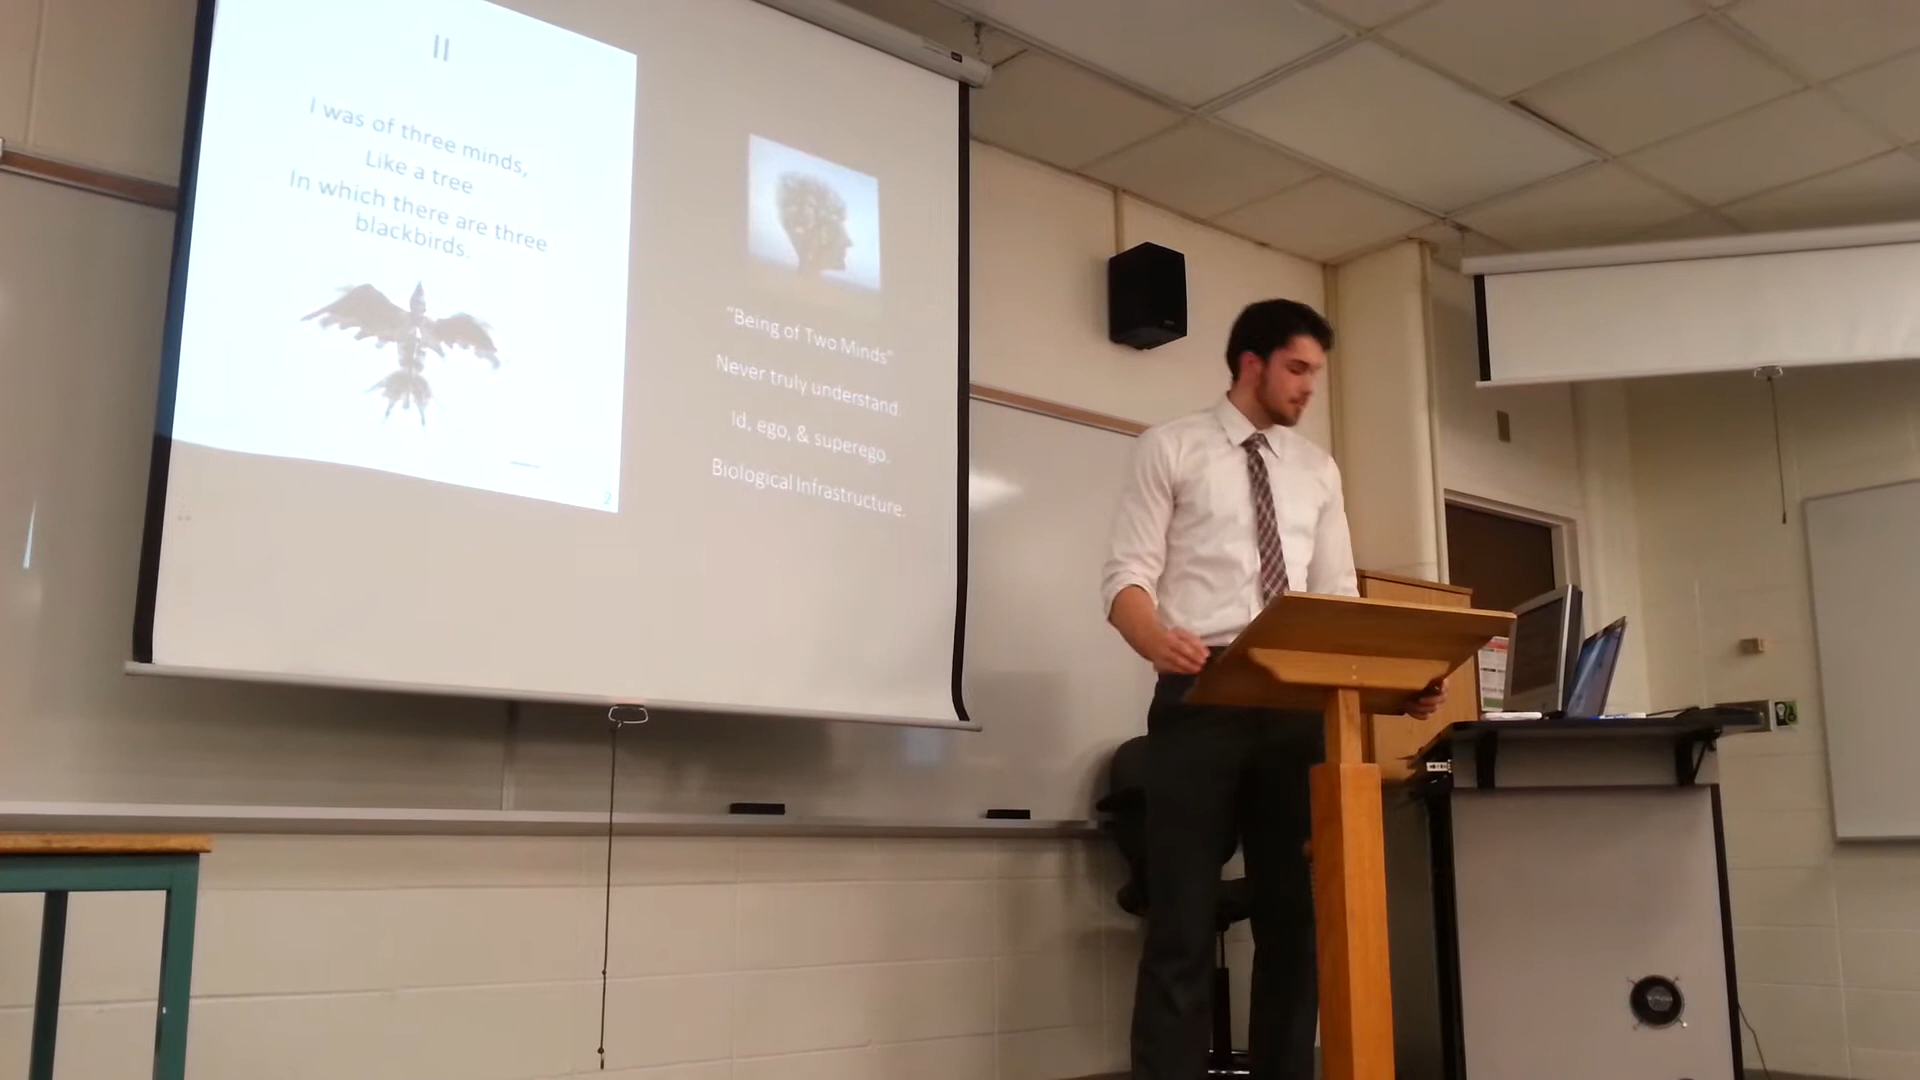 II
I was of three minds,
Like a tree
In which there are three
blackbirds.
2
"Being of Two Minds"
Never truly understand.
Id, ego, & superego.
Biological Infrastructure.